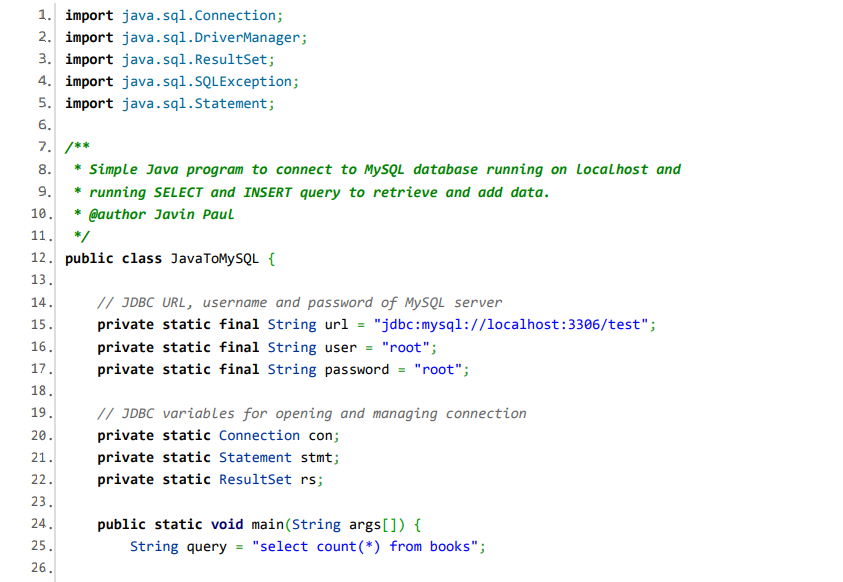 1. import java.sql.Connection;
2. import java.sql.DriverManager;
3. import java.sql.ResultSet;
4. import java.sql.SQLException;
5. import java.sql.Statement;
6.
7. /**
8.  * Simple Java program to connect to MySQL database running on localhost and
9.  * running SELECT and INSERT query to retrieve and add data.
10.  * @author Javin Paul
11.  */
12. public class JavaToMySQL {
13.
14.     // JDBC URL, username and password of MySQL server
15.     private static final String url = "jdbc:mysql://localhost:3306/test";
16.     private static final String user = "root";
17.     private static final String password = "root";
18.
19.     // JDBC variables for opening and managing connection
20.     private static Connection con;
21.     private static Statement stmt;
22.     private static ResultSet rs;
23.
24.     public static void main(String args[]) {
25.         String query = "select count(*) from books";
26.